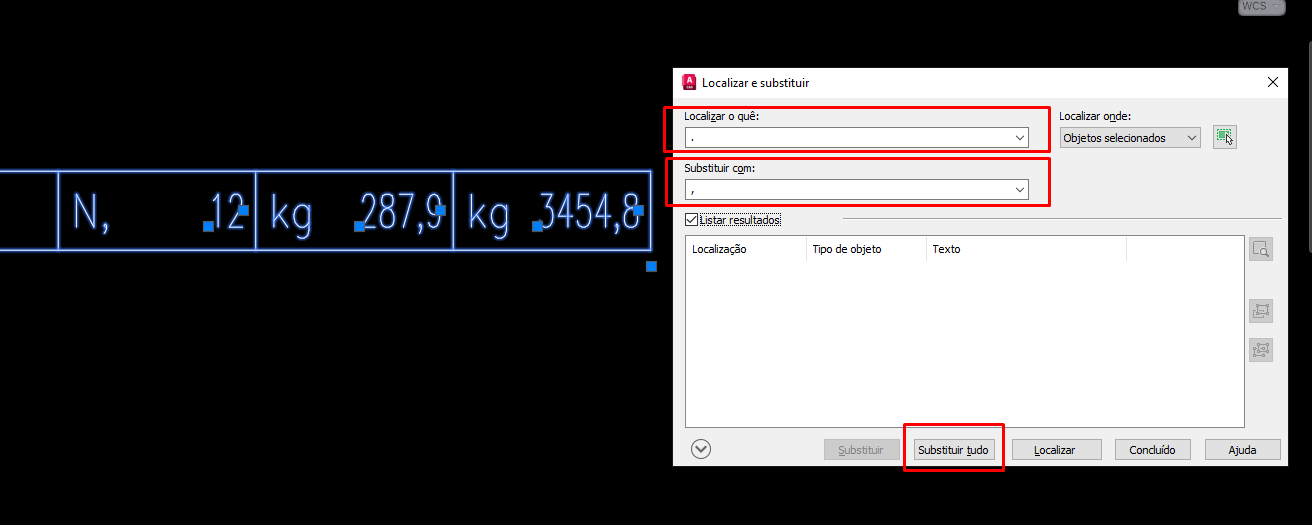 WCS
Localizar e substituir
Localizar o quê:
Localizar onde:
.
Objetos selecionados
Substituir com:
,
Listar resultados
N, 12 kg 287,9 kg 3454,8
Localização Tipo de objeto Texto
Substituir Substituir tudo Localizar Concluído Ajuda